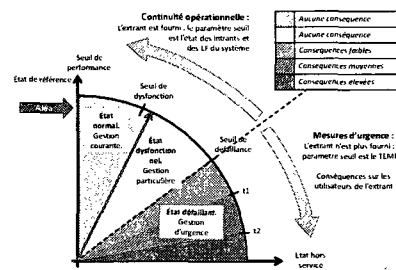 Continuité opérationnelle :
L'extrant est fourni, le paramètre seuil
est l'état des intrants et
des LF du système
Aucune conséquence
Aucune conséquence
Conséquences faibles
Conséquences moyennes
Conséquences élevées
Seuil de
performance
État de référence
Aléa
Seuil de
dysfonction
État
normal.
Gestion
courante.
État
dysfonction
nel.
Gestion
particulière
Seuil de
défaillance
Mesures d'urgence :
L'extrant n'est plus fourni :
paramètre seuil est le TEMP
Conséquences sur les
utilisateurs de l'extrant
t1
t2
État défaillant.
Gestion
d'urgence
Etat hors
service